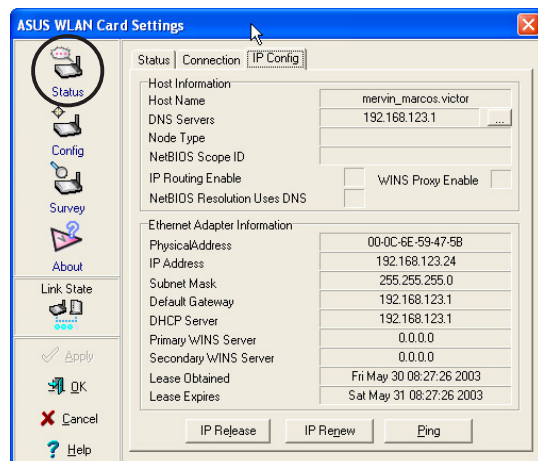 ASUS WLAN Card Settings
Status
Config
Survey
About
Link State
Apply
OK
Cancel
Help
Status Connection IP Config
Host Information
Host Name mervin_marcos.victor
DNS Servers 192.168.123.1 ...
Node Type
NetBIOS Scope ID
IP Routing Enable WINS Proxy Enable
NetBIOS Resolution Uses DNS
Ethernet Adapter Information
PhysicalAddress 00-0C-6E-59-47-5B
IP Address 192.168.123.24
Subnet Mask 255.255.255.0
Default Gateway 192.168.123.1
DHCP Server 192.168.123.1
Primary WINS Server 0.0.0.0
Secondary WINS Server 0.0.0.0
Lease Obtained Fri May 30 08:27:26 2003
Lease Expires Sat May 31 08:27:26 2003
IP Release IP Renew Ping